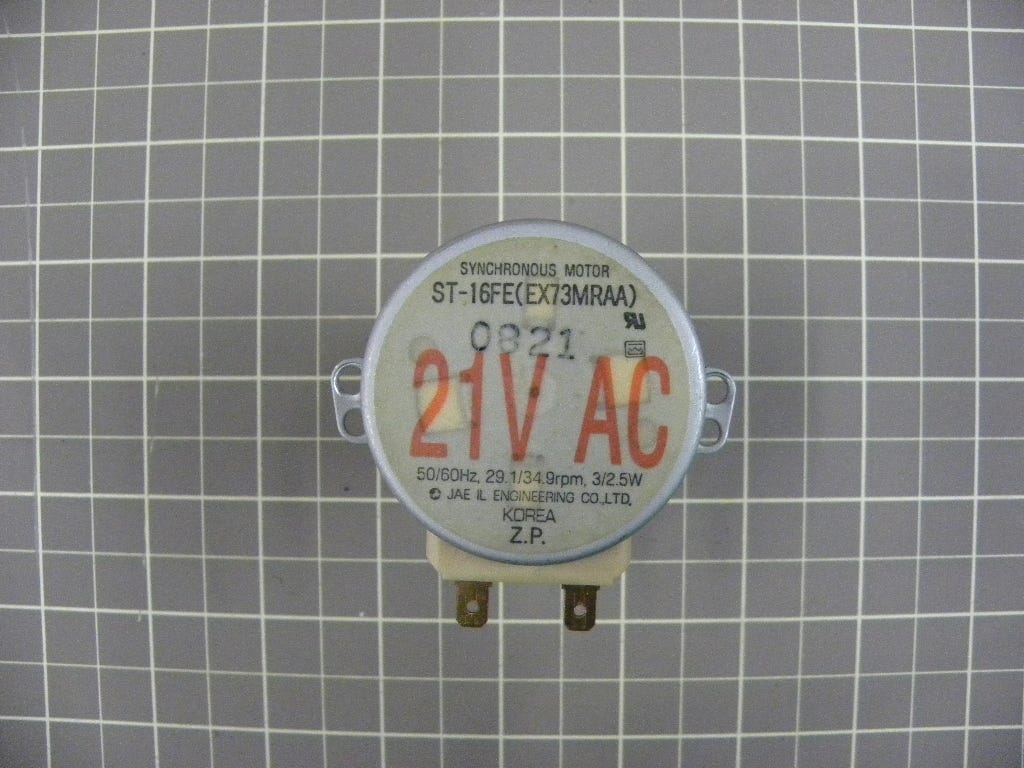 SYNCHRONOUS MOTOR
ST-16FE(EX73MRAA)
0821
21V AC
50/60Hz, 29.1/34.9rpm, 3/2.5W
JAE IL ENGINEERING CO.,LTD.
KOREA
Z.P.